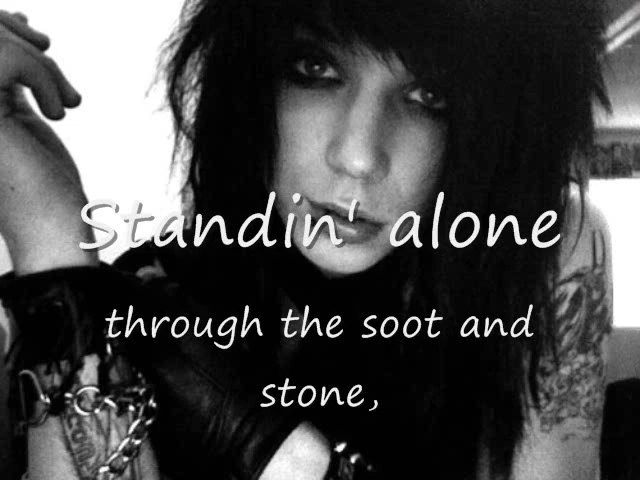 Standin' alone
through the soot and
stone,